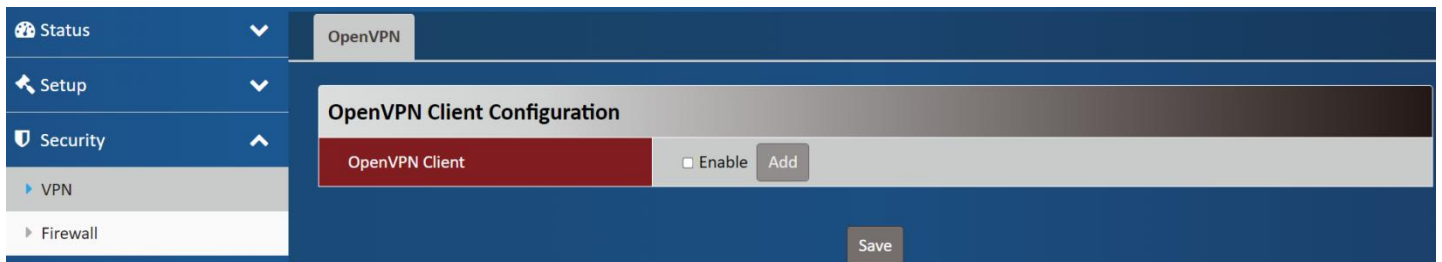 Status
OpenVPN
Setup
OpenVPN Client Configuration
Security
OpenVPN Client
Enable Add
VPN
Firewall
Save